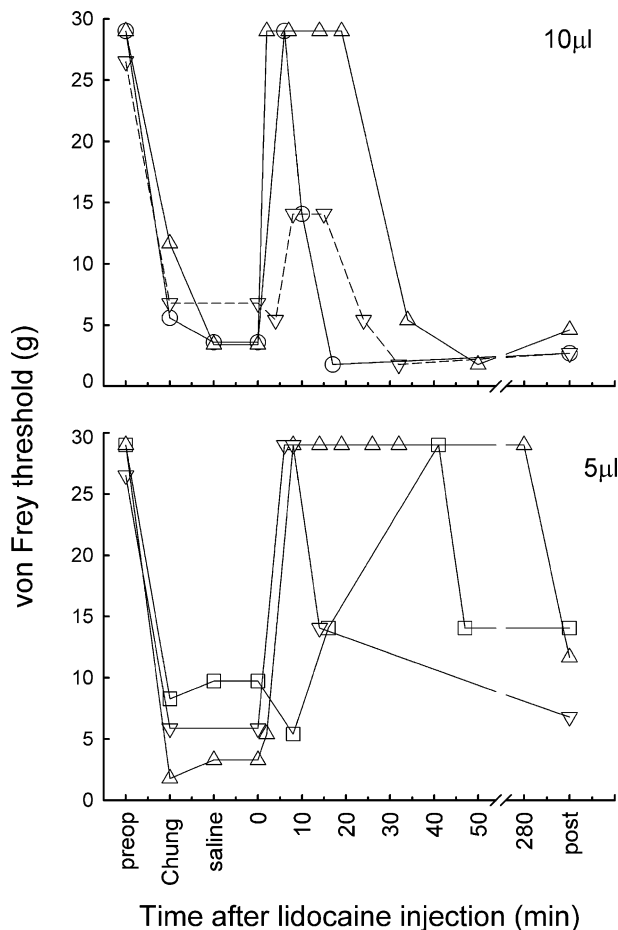 30
10µl
25
20
15
10
5
0
von Frey threshold (g)
30
5µl
25
20
15
10
5
0
preop
Chung
saline
0
10
20
30
40
50
280
post
Time after lidocaine injection (min)